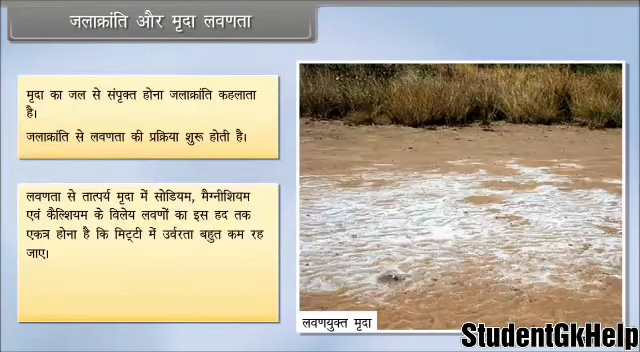 जलाक्रांति और मृदा लवणता
मृदा का जल से संपृक्त होना जलाक्रांति कहलाता
है।
जलाक्रांति से लवणता की प्रक्रिया शुरू होती है।
लवणता से तात्पर्य मृदा में सोडियम, मैग्नीशियम
एवं कैल्शियम के विलेय लवणों का इस हद तक
एकत्र होना है कि मिट्टी में उर्वरता बहुत कम रह
जाए।
लवणयुक्त मृदा
StudentGkHelp